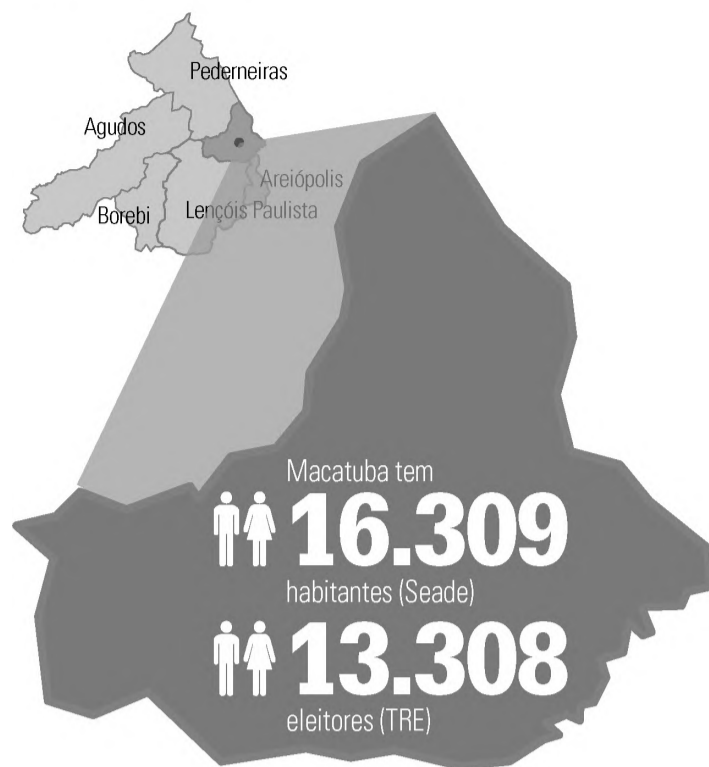 Pederneiras
Agudos
Areiópolis
Borebi
Lençóis Paulista
Macatuba tem
16.309
habitantes (Seade)
13.308
eleitores (TRE)